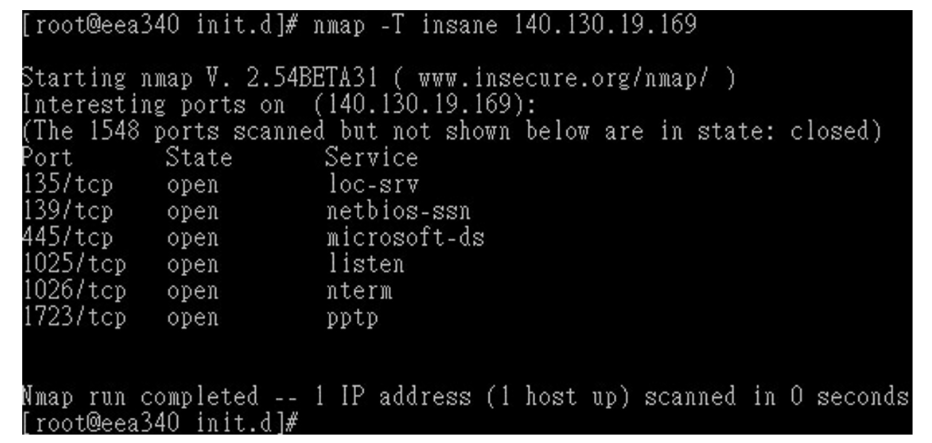 [root@eea340 init.d]# nmap -T insane 140.130.19.169
Starting nmap V. 2.54BETA31 ( www.insecure.org/nmap/ )
Interesting ports on  (140.130.19.169):
(The 1548 ports scanned but not shown below are in state: closed)
Port       State       Service
135/tcp    open        loc-srv
139/tcp    open        netbios-ssn
445/tcp    open        microsoft-ds
1025/tcp   open        listen
1026/tcp   open        nterm
1723/tcp   open        pptp
Nmap run completed -- 1 IP address (1 host up) scanned in 0 seconds
[root@eea340 init.d]#